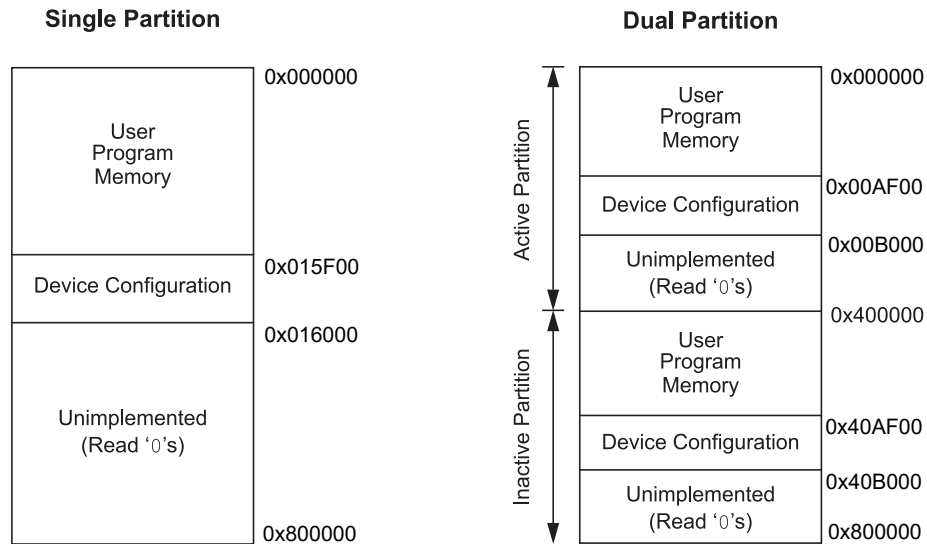 Single Partition
0x000000
User
Program
Memory
0x015F00
Device Configuration
0x016000
Unimplemented
(Read ‘0’s)
0x800000
Dual Partition
Active Partition
0x000000
User
Program
Memory
0x00AF00
Device Configuration
0x00B000
Unimplemented
(Read ‘0’s)
0x400000
Inactive Partition
User
Program
Memory
0x40AF00
Device Configuration
0x40B000
Unimplemented
(Read ‘0’s)
0x800000